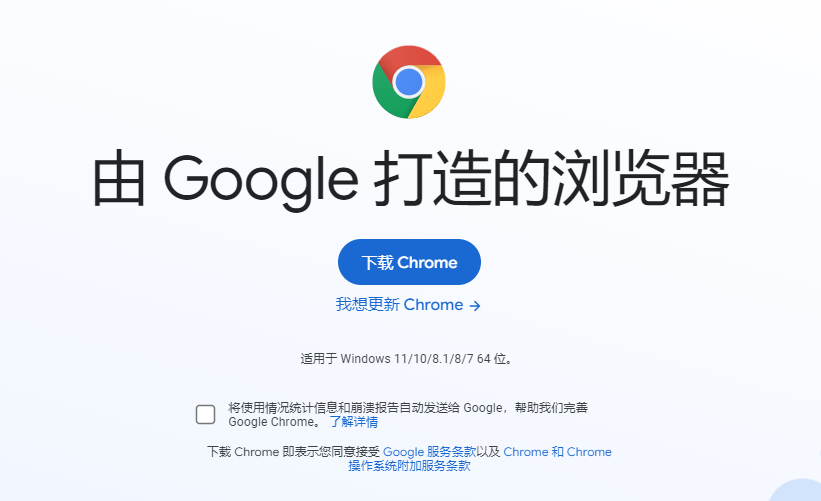 由 Google 打造的浏览器
下载 Chrome
我想更新 Chrome →
适用于 Windows 11/10/8.1/8/7 64 位。
将使用情况统计信息和崩溃报告自动发送给 Google，帮助我们完善
Google Chrome。 了解详情
下载 Chrome 即表示您同意接受 Google 服务条款以及 Chrome 和 Chrome
操作系统附加服务条款